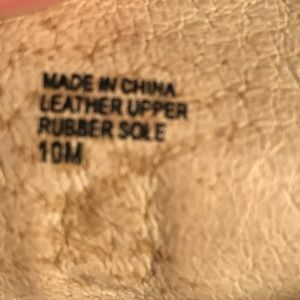 MADE IN CHINA
LEATHER UPPER
RUBBER SOLE
10M